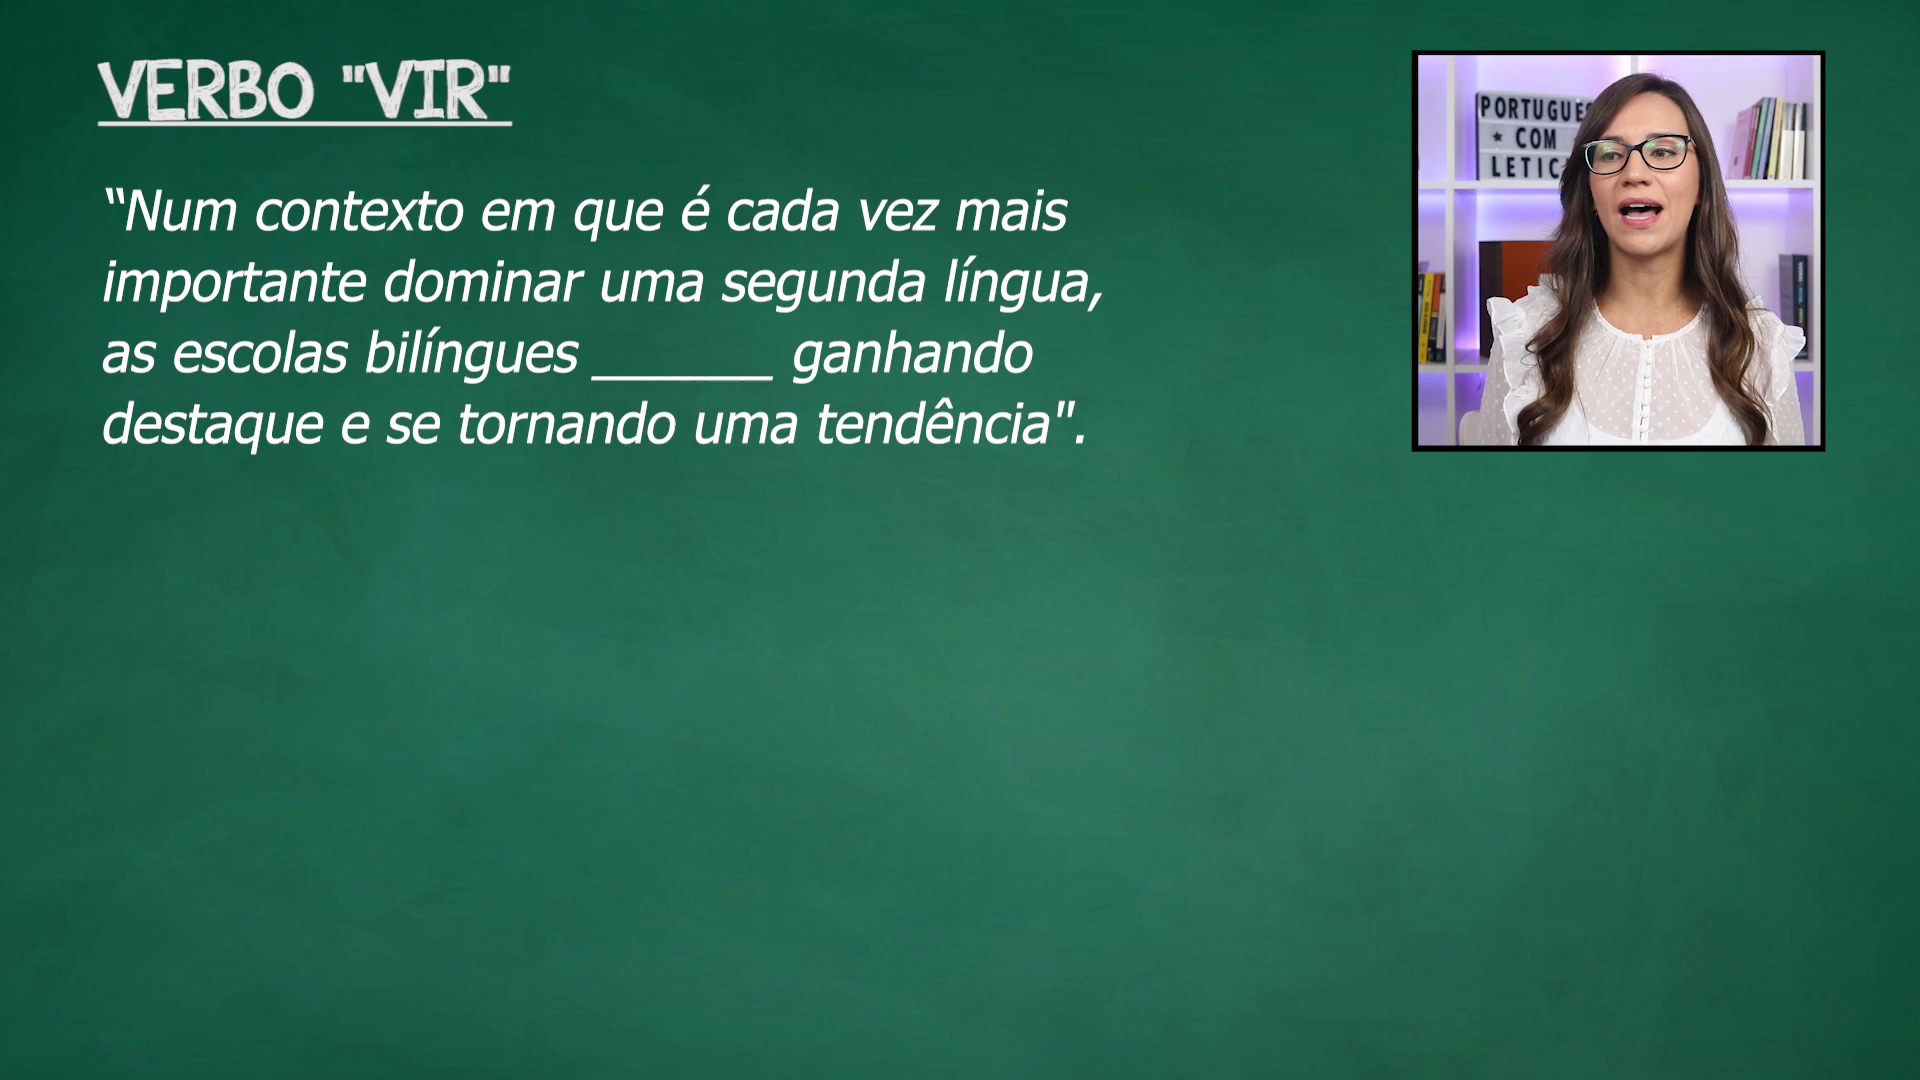 VERBO "VIR"
“Num contexto em que é cada vez mais
importante dominar uma segunda língua,
as escolas bilíngues ______ ganhando
destaque e se tornando uma tendência".
PORTUGUES
★ COM
LETIC